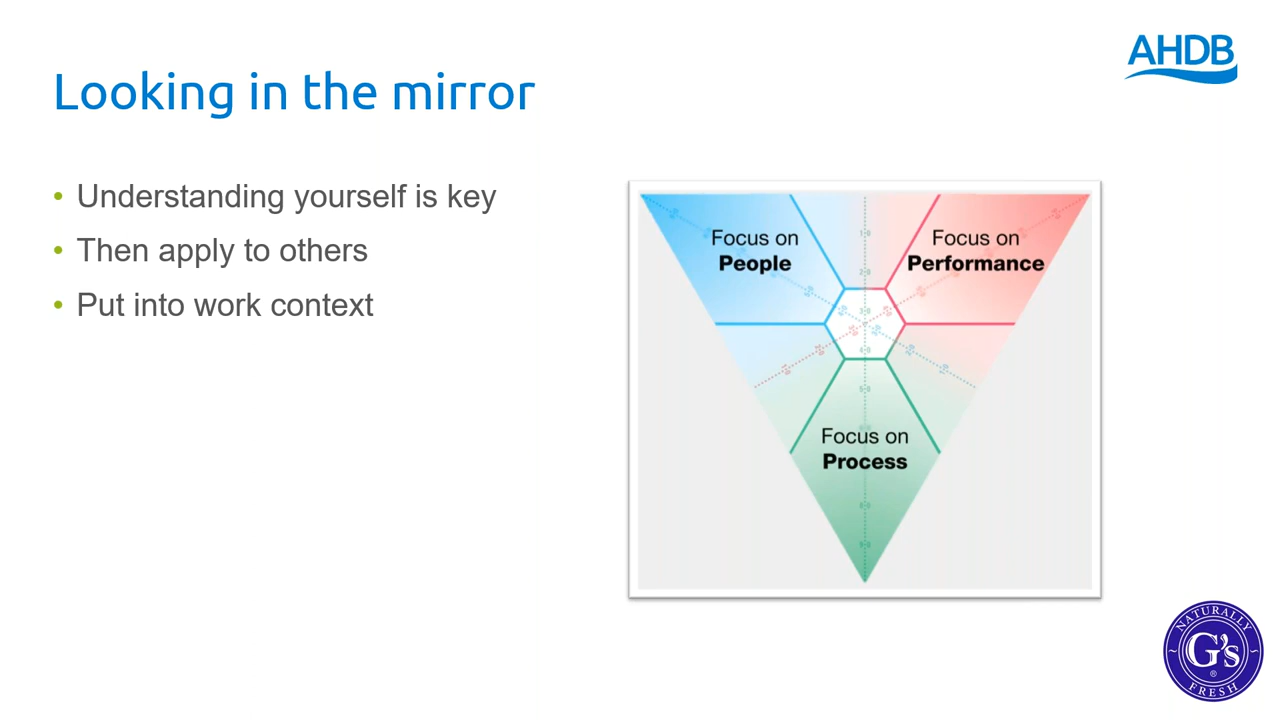 AHDB
Looking in the mirror
• Understanding yourself is key
• Then apply to others
• Put into work context
Focus on
People
Focus on
Performance
Focus on
Process
NATURALLY
G's
®
FRESH